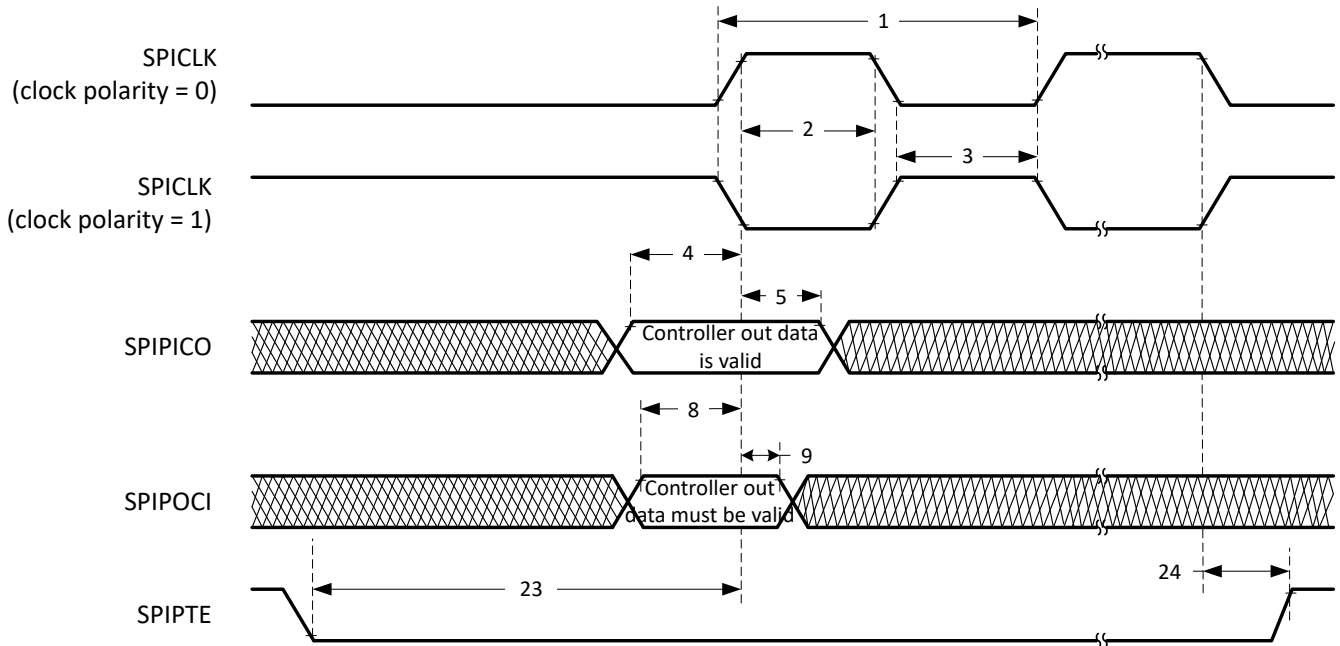 1
SPICLK
(clock polarity = 0)
2
3
SPICLK
(clock polarity = 1)
4
5
SPIPICO
Controller out data
is valid
8
9
SPIPOCI
Controller out
data must be valid
23
24
SPIPTE